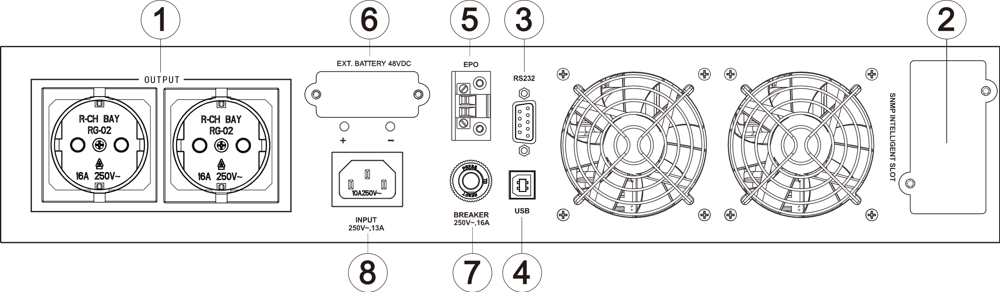 1
6
5
3
2
OUTPUT
R-CH BAY
RG-02
16A 250V~
R-CH BAY
RG-02
16A 250V~
EXT. BATTERY 48VDC
+
−
10A250V~
INPUT
250V~,13A
EPO
PRESS
TO
RESET
BREAKER
250V~,16A
RS232
USB
SNMP INTELLIGENT SLOT
8
7
4